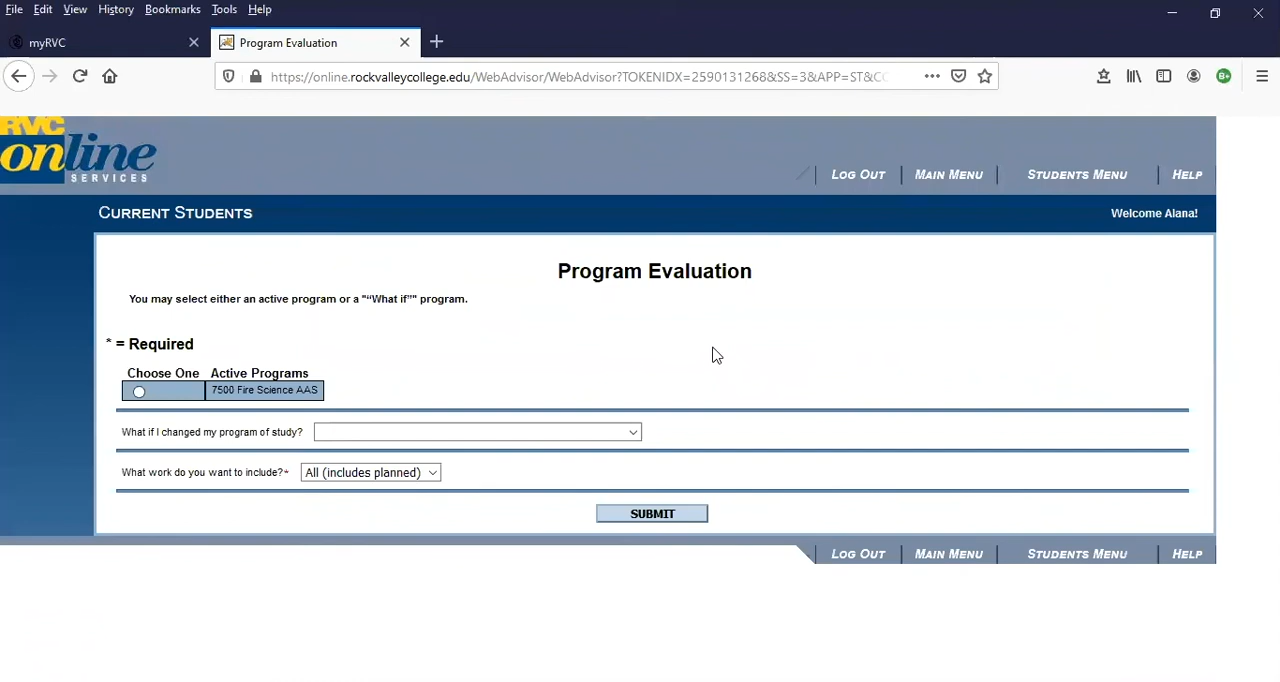 File Edit View History Bookmarks Tools Help
myRVC
Program Evaluation
https://online.rockvalleycollege.edu/WebAdvisor/WebAdvisor?TOKENIDX=2590131268&SS=3&APP=ST&CC
RVC
online
SERVICES
LOG OUT MAIN MENU STUDENTS MENU HELP
CURRENT STUDENTS
Welcome Alana!
Program Evaluation
You may select either an active program or a "“What if”" program.
* = Required
Choose One Active Programs
7500 Fire Science AAS
What if I changed my program of study?
What work do you want to include?* All (includes planned)
SUBMIT
LOG OUT MAIN MENU STUDENTS MENU HELP